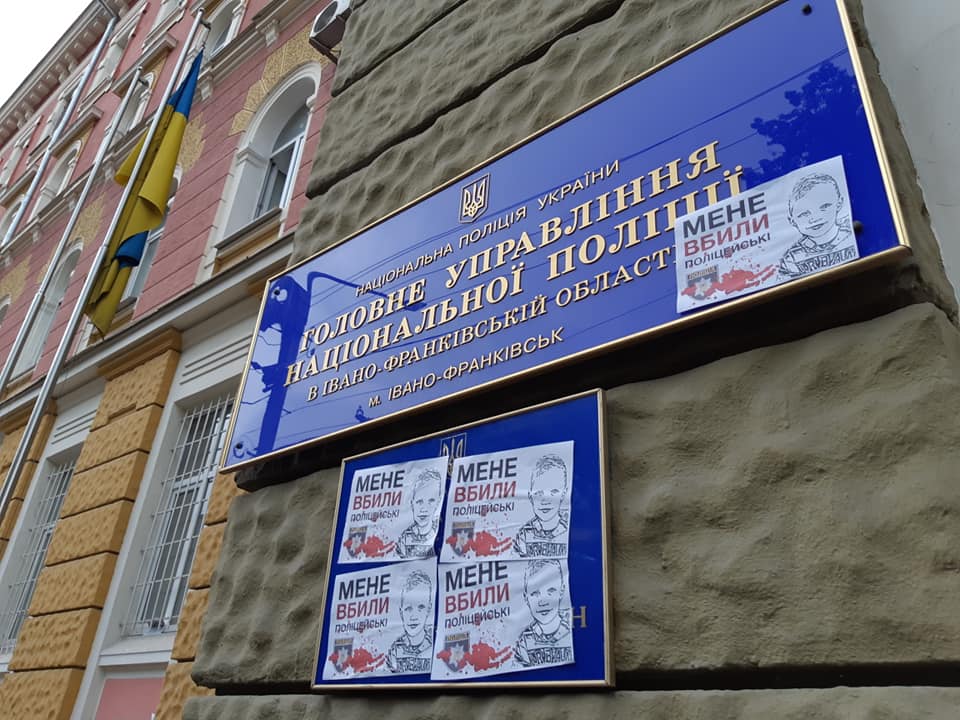 НАЦІОНАЛЬНА ПОЛІЦІЯ УКРАЇНИ
ГОЛОВНЕ УПРАВЛІННЯ
НАЦІОНАЛЬНОЇ ПОЛІЦІЇ
В ІВАНО-ФРАНКІВСЬКІЙ ОБЛАСТ
м. ІВАНО-ФРАНКІВСЬК
МЕНЕ
ВБИЛИ
ПОЛІЦЕЙСЬКІ
МЕНЕ
ВБИЛИ
ПОЛІЦЕЙСЬКІ
МЕНЕ
ВБИЛИ
ПОЛІЦЕЙСЬКІ
МЕНЕ
ВБИЛИ
ПОЛІЦЕЙСЬКІ
МЕНЕ
ВБИЛИ
ПОЛІЦЕЙСЬКІ
Н